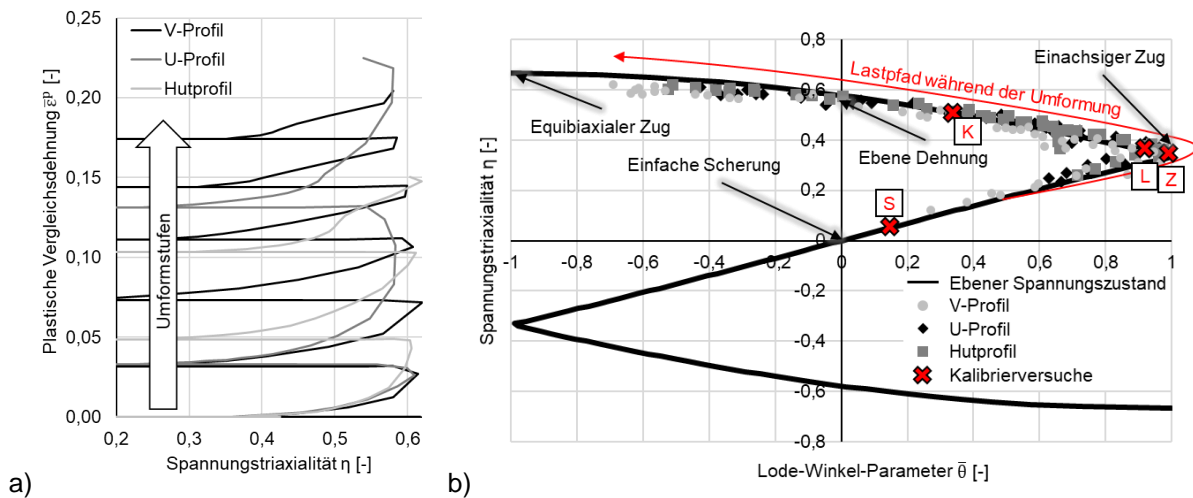 0,25
0,20
0,15
0,10
0,05
0,00
0,2 0,3 0,4 0,5 0,6
Plastische Vergleichsdehnung ε̄ᵖ [-]
Spannungstriaxialität η [-]
V-Profil
U-Profil
Hutprofil
Umformstufen
a)
0,8
0,6
0,4
0,2
0
-0,2
-0,4
-0,6
-0,8
-1 -0,8 -0,6 -0,4 -0,2 0 0,2 0,4 0,6 0,8 1
Spannungstriaxialität η [-]
Lode-Winkel-Parameter θ̄ [-]
Einachsiger Zug
Lastpfad während der Umformung
Equibiaxialer Zug
Ebene Dehnung
Einfache Scherung
K
L
Z
S
Ebener Spannungszustand
V-Profil
U-Profil
Hutprofil
Kalibrierversuche
b)